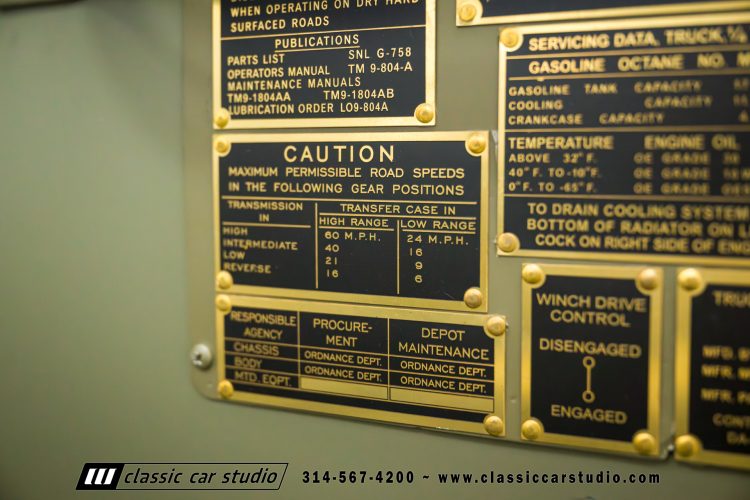 WHEN OPERATING ON DRY HARD
SURFACED ROADS
PUBLICATIONS
PARTS LIST SNL G-758
OPERATORS MANUAL TM 9-804-A
MAINTENANCE MANUALS
TM9-1804AA TM9-1804AB
LUBRICATION ORDER LO9-804A
CAUTION
MAXIMUM PERMISSIBLE ROAD SPEEDS
IN THE FOLLOWING GEAR POSITIONS
TRANSMISSION IN TRANSFER CASE IN
HIGH RANGE LOW RANGE
HIGH 60 M.P.H. 24 M.P.H.
INTERMEDIATE 40 16
LOW 21 9
REVERSE 16 6
RESPONSIBLE AGENCY PROCURE-MENT DEPOT MAINTENANCE
CHASSIS ORDNANCE DEPT. ORDNANCE DEPT.
BODY ORDNANCE DEPT. ORDNANCE DEPT.
MTD. EQPT.
SERVICING DATA, TRUCK, 1/4
GASOLINE OCTANE NO. M
GASOLINE TANK CAPACITY
COOLING CAPACITY
CRANKCASE CAPACITY
TEMPERATURE ENGINE OIL
ABOVE 32° F. OE GRADE
40° F. TO -10° F. OE GRADE
0° F. TO -65° F. OE GRADE
TO DRAIN COOLING SYSTEM
BOTTOM OF RADIATOR ON
COCK ON RIGHT SIDE OF
WINCH DRIVE
CONTROL
DISENGAGED
ENGAGED
classic car studio 314-567-4200 ~ www.classiccarstudio.com